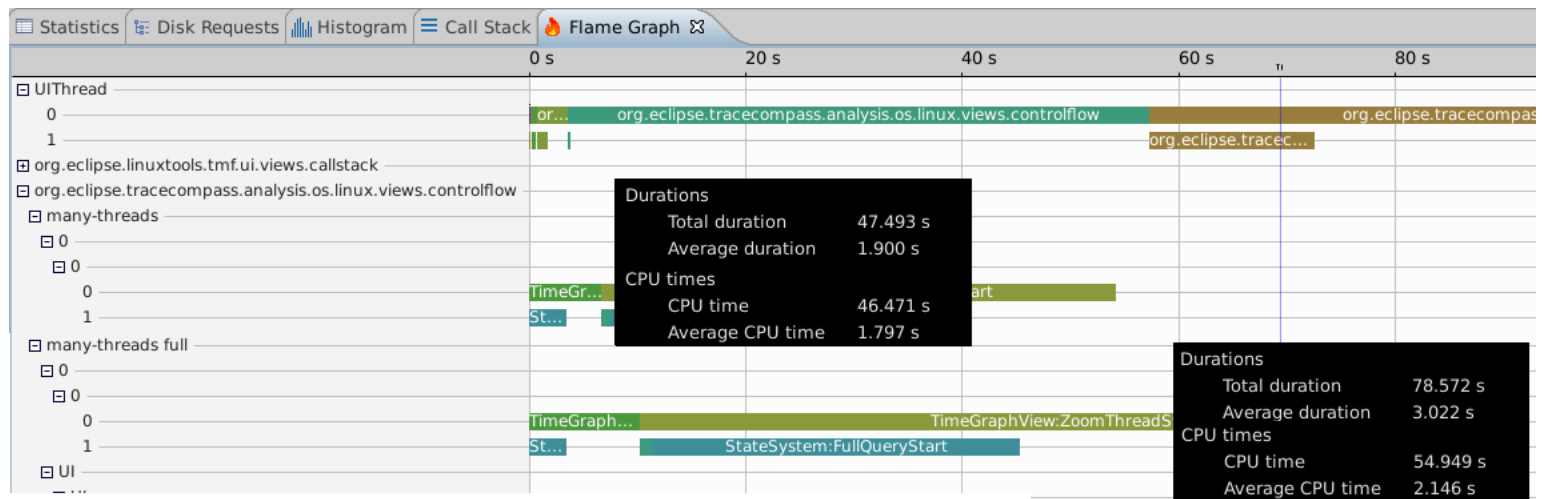 Statistics Disk Requests Histogram Call Stack Flame Graph
0 s 20 s 40 s 60 s 80 s
UIThread
0 or... org.eclipse.tracecompass.analysis.os.linux.views.controlflow org.eclipse.tracecompas
1 org.eclipse.tracec...
org.eclipse.linuxtools.tmf.ui.views.callstack
org.eclipse.tracecompass.analysis.os.linux.views.controlflow
many-threads
0
0
0 TimeGr... art
1 St...
Durations
Total duration 47.493 s
Average duration 1.900 s
CPU times
CPU time 46.471 s
Average CPU time 1.797 s
many-threads full
0
0
0 TimeGraph... TimeGraphView:ZoomThreadS
1 St... StateSystem:FullQueryStart
UI
Durations
Total duration 78.572 s
Average duration 3.022 s
CPU times
CPU time 54.949 s
Average CPU time 2.146 s